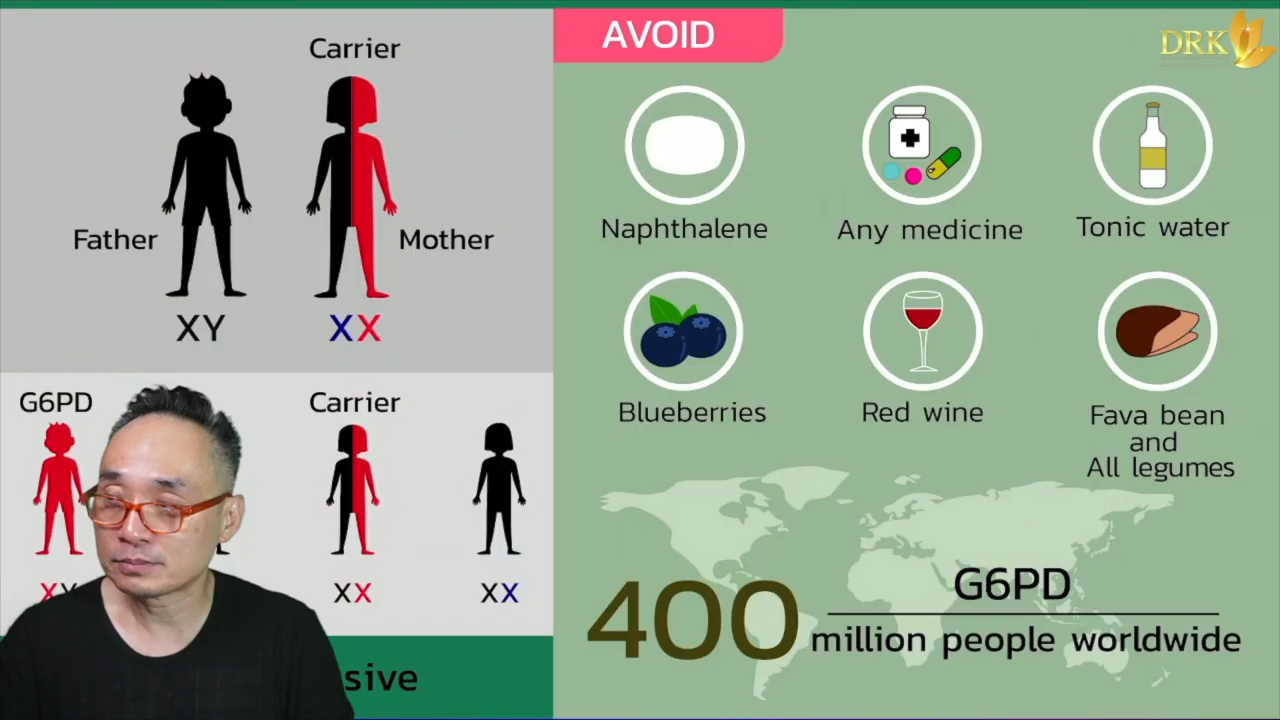 Carrier
Father
Mother
XY
XX
G6PD
Carrier
XX
XX
sive
AVOID
DRK
Naphthalene
Any medicine
Tonic water
Blueberries
Red wine
Fava bean
and
All legumes
400
G6PD
million people worldwide